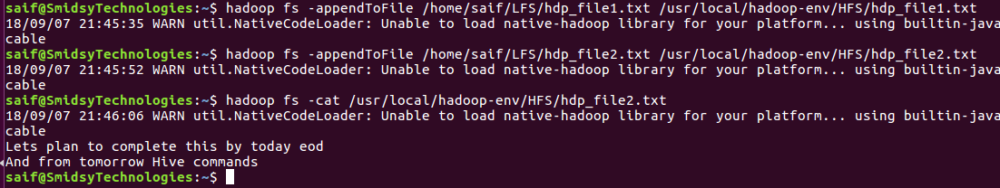 saif@SmidsyTechnologies:~$ hadoop fs -appendToFile /home/saif/LFS/hdp_file1.txt /usr/local/hadoop-env/HFS/hdp_file1.txt
18/09/07 21:45:35 WARN util.NativeCodeLoader: Unable to load native-hadoop library for your platform... using builtin-java
cable
saif@SmidsyTechnologies:~$ hadoop fs -appendToFile /home/saif/LFS/hdp_file2.txt /usr/local/hadoop-env/HFS/hdp_file2.txt
18/09/07 21:45:52 WARN util.NativeCodeLoader: Unable to load native-hadoop library for your platform... using builtin-java
cable
saif@SmidsyTechnologies:~$ hadoop fs -cat /usr/local/hadoop-env/HFS/hdp_file2.txt
18/09/07 21:46:06 WARN util.NativeCodeLoader: Unable to load native-hadoop library for your platform... using builtin-java
cable
Lets plan to complete this by today eod
And from tomorrow Hive commands
saif@SmidsyTechnologies:~$